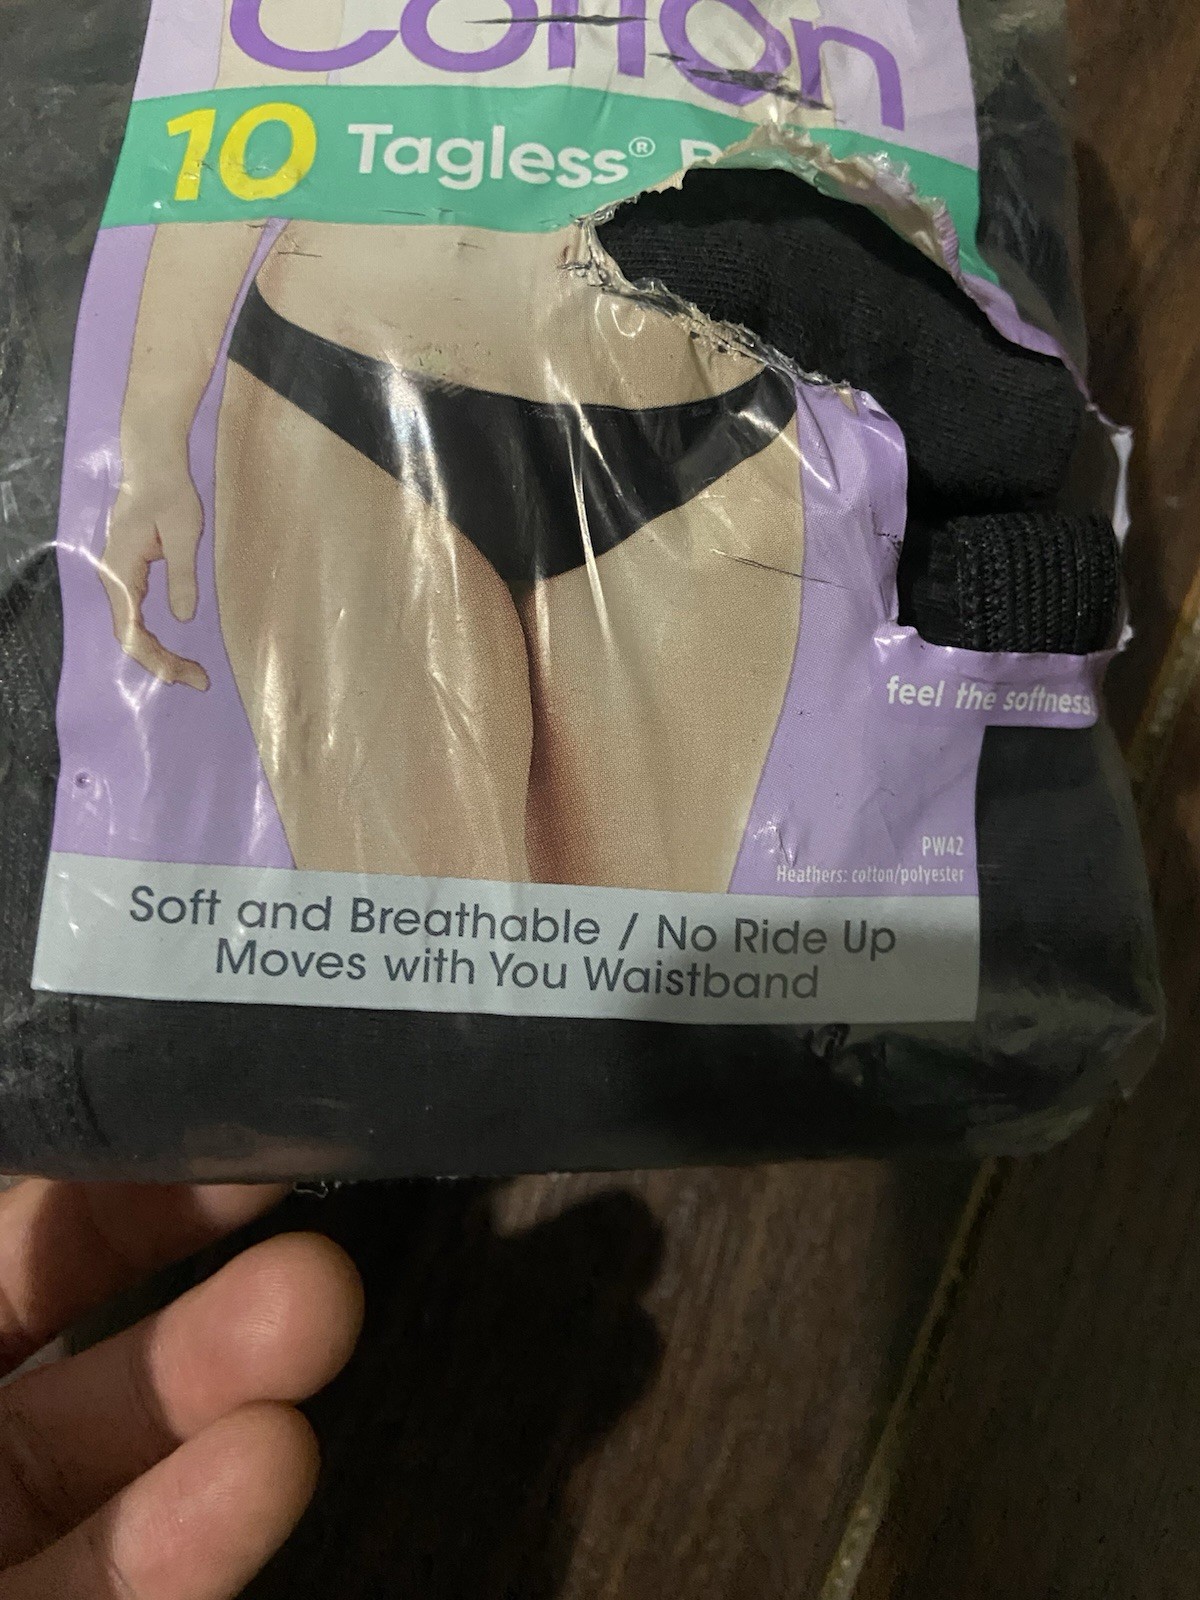 Cotton
10 Tagless®
feel the softness
PW42
Heathers: cotton/polyester
Soft and Breathable / No Ride Up
Moves with You Waistband